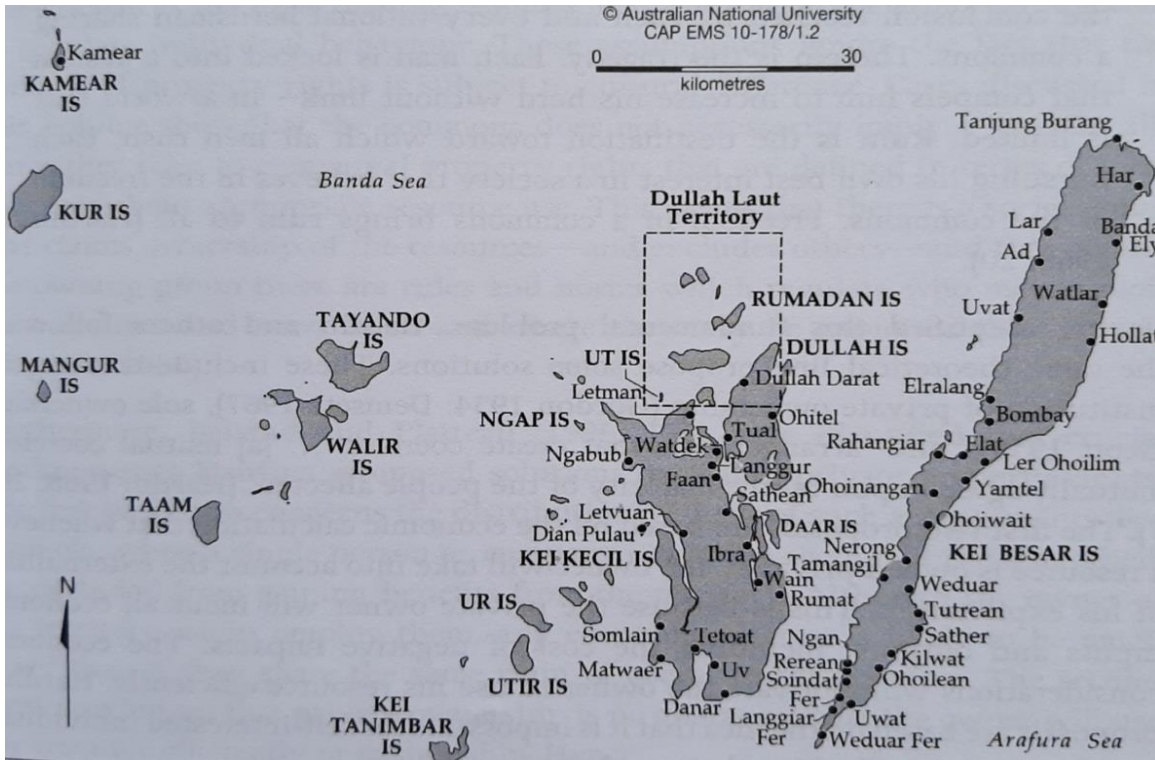 © Australian National University
CAP EMS 10-178/1.2
0
30
kilometres
Kamear
KAMEAR
IS
Banda Sea
KUR IS
Tanjung Burang
Har
Dullah Laut
Territory
Lar
Banda
Ely
Ad
Watlar
RUMADAN IS
Uvat
Hollat
TAYANDO
IS
MANGUR
IS
UT IS
DULLAH IS
Letman
Dullah Darat
Elralang
NGAP IS
Ohitel
Bombay
Tual
WALIR
IS
Watdek
Rahangiar
Elat
Ngabub
Langgur
Ler Ohoilim
Faan
Ohoinangan
Yamtel
Sathean
TAAM
IS
Letvuan
Ohoiwait
Dian Pulau
DAAR IS
KEI KECIL IS
Ibra
Nerong
KEI BESAR IS
Tamangil
Wain
Weduar
N
UR IS
Rumat
Tutrean
Somlain
Tetoat
Ngan
Sather
Matwaer
Uv
Rerean
Kilwat
UTIR IS
Soindat
Ohoilean
Fer
KEI
TANIMBAR
IS
Danar
Langgiar
Fer
Uwat
Weduar Fer
Arafura Sea